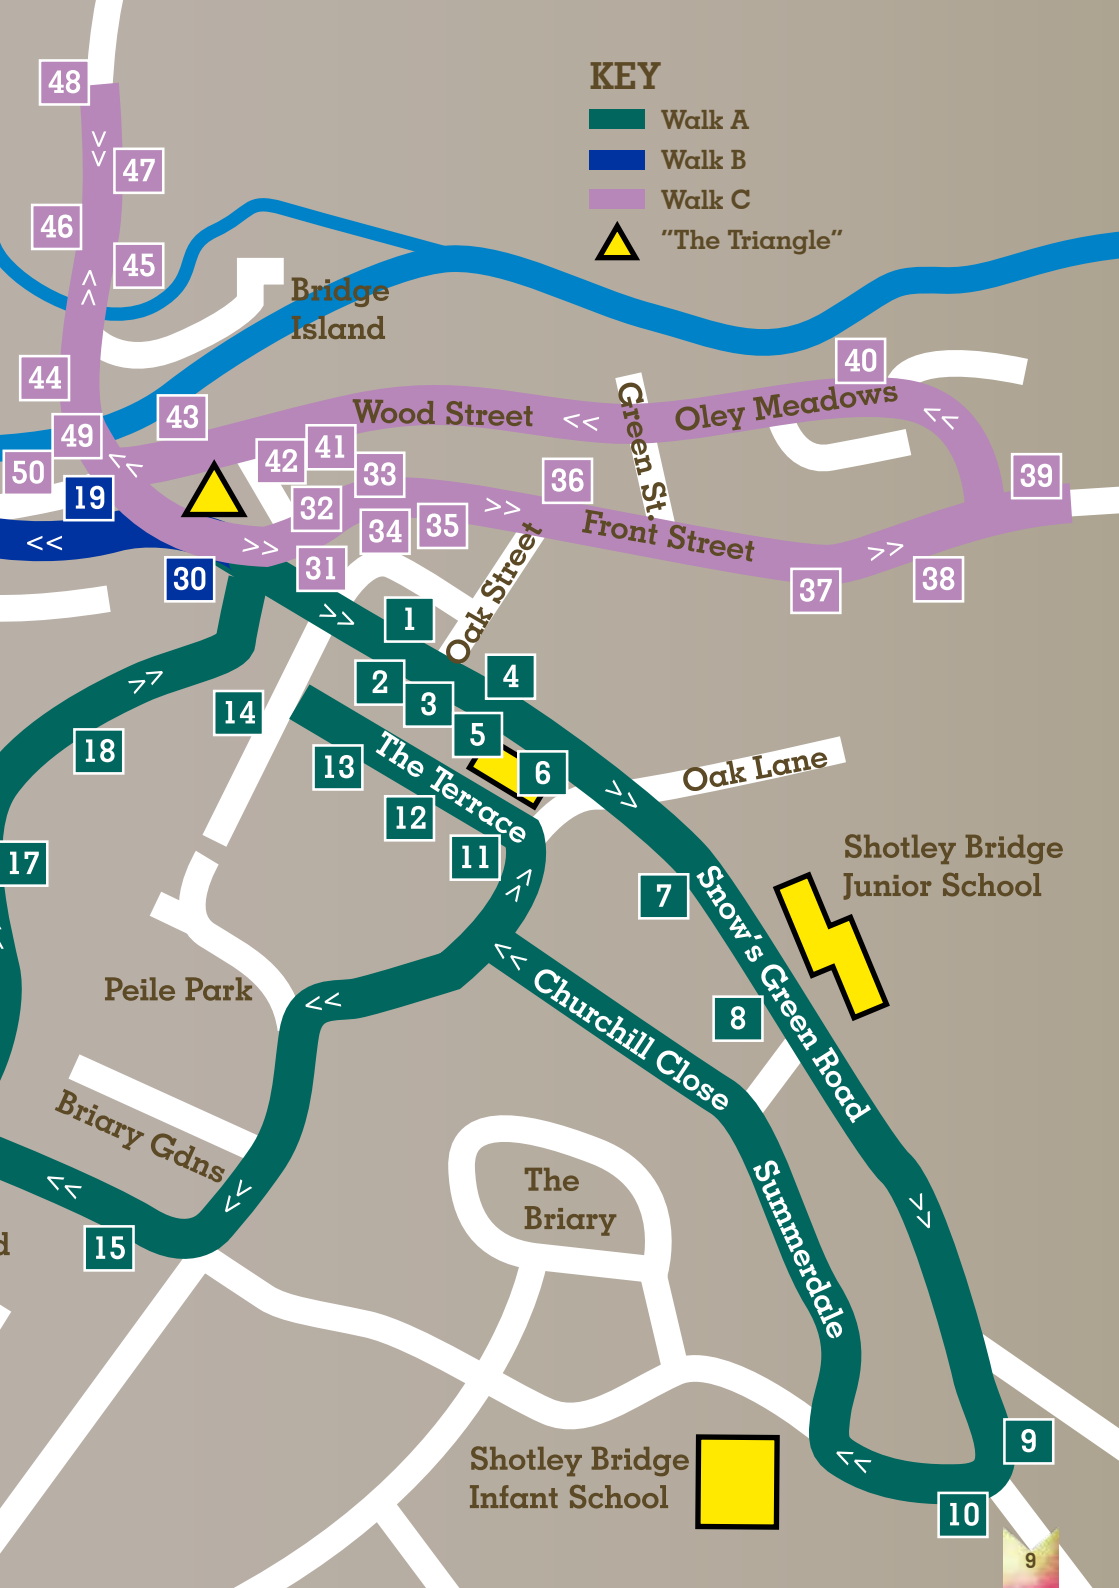 KEY
Walk A
Walk B
Walk C
“The Triangle”
48
47
46
45
Bridge
Island
44
43
40
49
50
19
42
41
33
Wood Street
<<
Green St.
Oley Meadows
<<
39
<<
32
34
35
>>
36
Front Street
>>
37
38
<<
>>
31
30
>>
1
Oak Street
2
3
4
5
6
>>
14
18
13
The Terrace
12
11
Oak Lane
>>
17
7
Shotley Bridge
Junior School
Snow’s Green Road
Peile Park
<<
<<
Churchill Close
8
Briary Gdns
<<
15
d
The
Briary
Summerdale
>>
Shotley Bridge
Infant School
<<
9
10
9